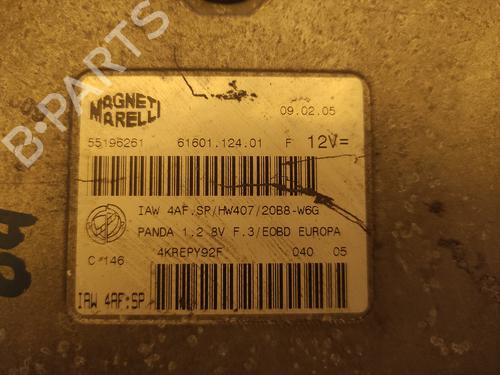 B-PARTS
MAGNETI MARELLI
09.02.05
55196261 61601.124.01 F 12V=
IAW 4AF.SP/HW407/20B8-W6G
PANDA 1.2 8V F.3/EOBD EUROPA
C *146 4KREPY92F 040 05
IAW 4AF:SP